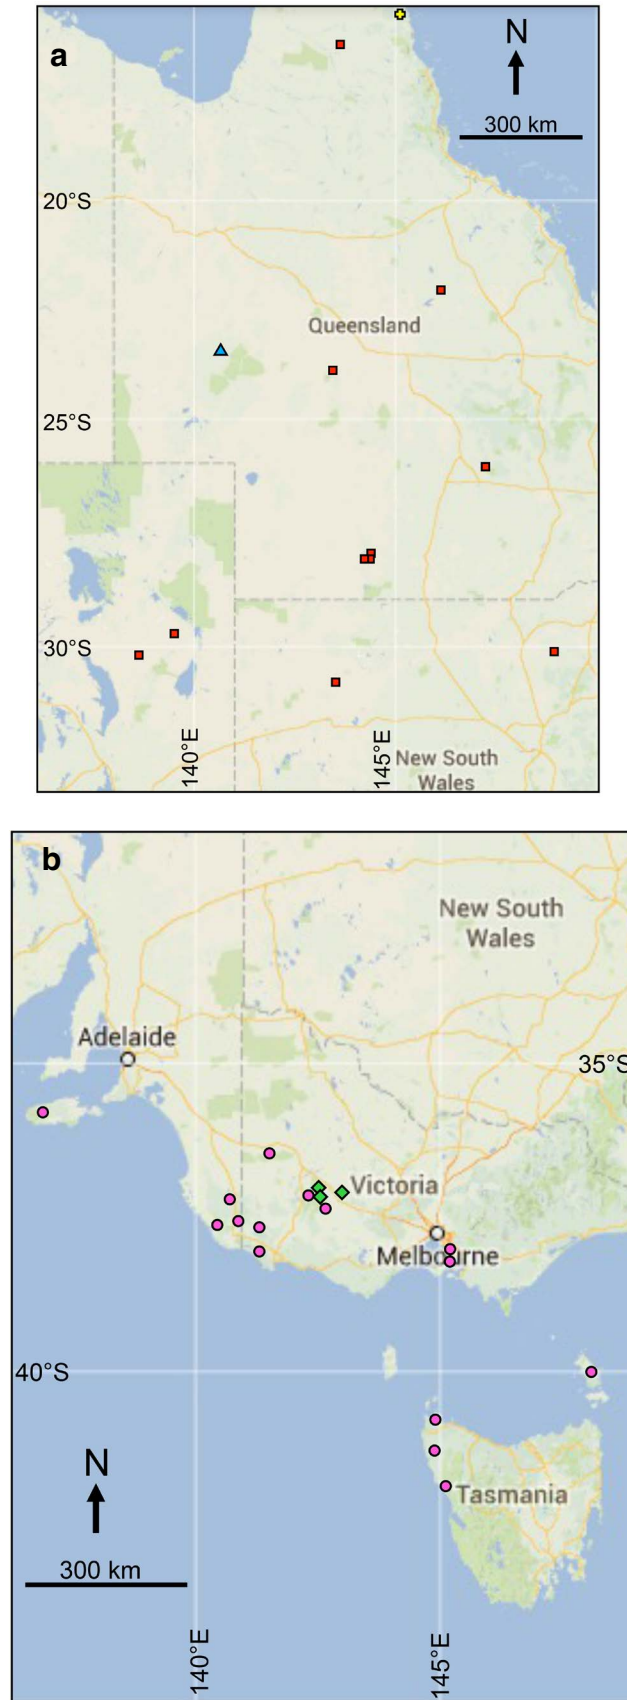 a
N
300 km
20°S
Queensland
25°S
30°S
140°E
145°E
New South
Wales
b
New South
Wales
Adelaide
35°S
Victoria
Melbourne
40°S
N
300 km
Tasmania
140°E
145°E